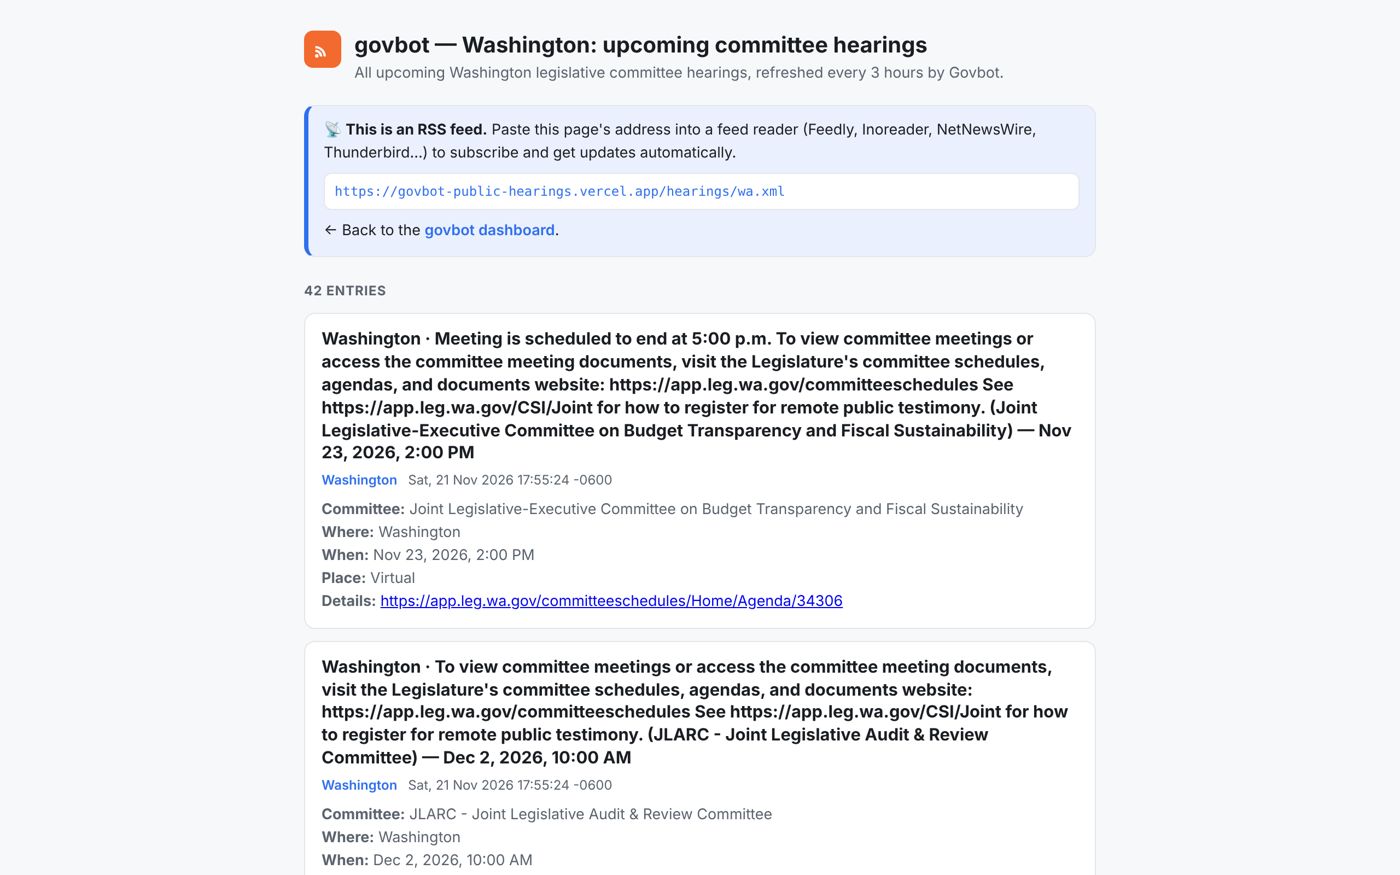 govbot — Washington: upcoming committee hearings
All upcoming Washington legislative committee hearings, refreshed every 3 hours by Govbot.
📡 This is an RSS feed. Paste this page's address into a feed reader (Feedly, Inoreader, NetNewsWire,
Thunderbird…) to subscribe and get updates automatically.
https://govbot-public-hearings.vercel.app/hearings/wa.xml
← Back to the govbot dashboard.
42 ENTRIES
Washington · Meeting is scheduled to end at 5:00 p.m. To view committee meetings or
access the committee meeting documents, visit the Legislature's committee schedules,
agendas, and documents website: https://app.leg.wa.gov/committeeschedules See
https://app.leg.wa.gov/CSI/Joint for how to register for remote public testimony. (Joint
Legislative-Executive Committee on Budget Transparency and Fiscal Sustainability) — Nov
23, 2026, 2:00 PM
Washington Sat, 21 Nov 2026 17:55:24 -0600
Committee: Joint Legislative-Executive Committee on Budget Transparency and Fiscal Sustainability
Where: Washington
When: Nov 23, 2026, 2:00 PM
Place: Virtual
Details: https://app.leg.wa.gov/committeeschedules/Home/Agenda/34306
Washington · To view committee meetings or access the committee meeting documents,
visit the Legislature's committee schedules, agendas, and documents website:
https://app.leg.wa.gov/committeeschedules See https://app.leg.wa.gov/CSI/Joint for how
to register for remote public testimony. (JLARC - Joint Legislative Audit & Review
Committee) — Dec 2, 2026, 10:00 AM
Washington Sat, 21 Nov 2026 17:55:24 -0600
Committee: JLARC - Joint Legislative Audit & Review Committee
Where: Washington
When: Dec 2, 2026, 10:00 AM